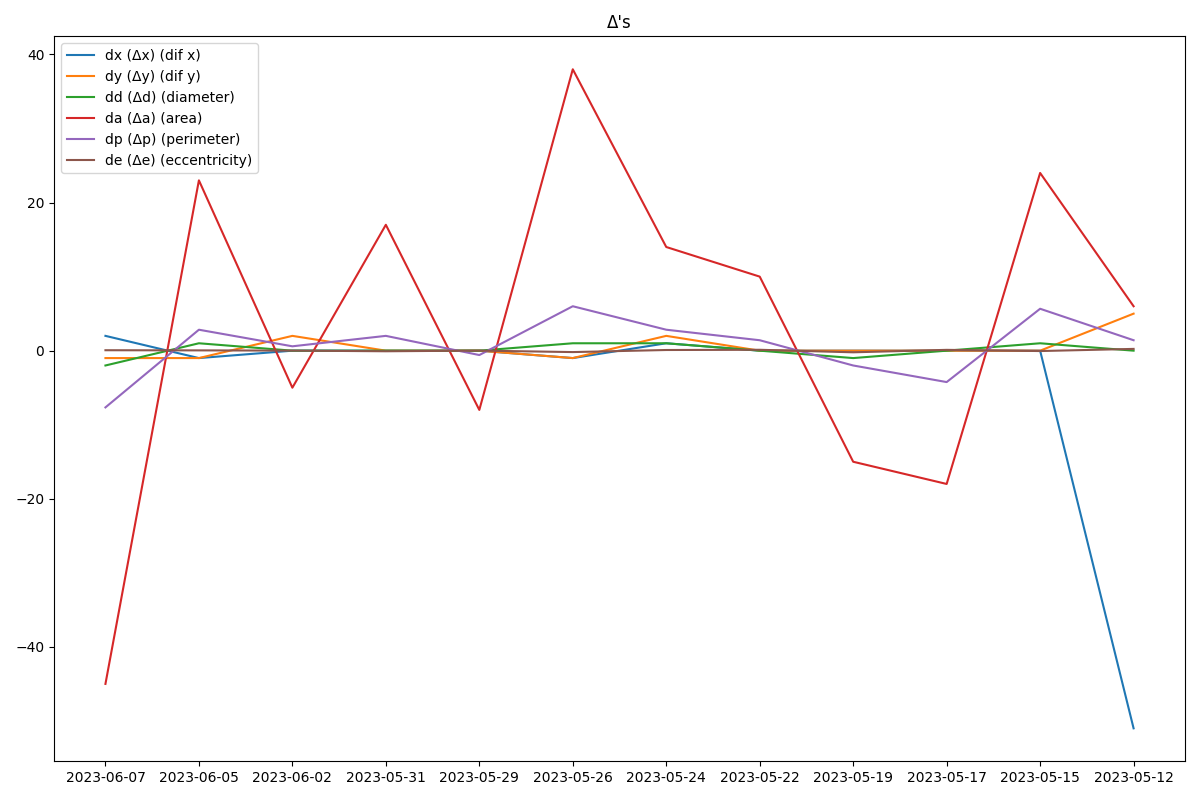 Δ's
dx (Δx) (dif x)
dy (Δy) (dif y)
dd (Δd) (diameter)
da (Δa) (area)
dp (Δp) (perimeter)
de (Δe) (eccentricity)
40
20
0
−20
−40
2023-06-07 2023-06-05 2023-06-02 2023-05-31 2023-05-29 2023-05-26 2023-05-24 2023-05-22 2023-05-19 2023-05-17 2023-05-15 2023-05-12